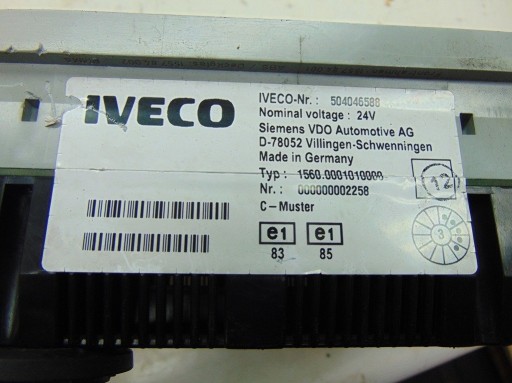 IVECO
IVECO-Nr.: 504046588
Nominal voltage: 24V
Siemens VDO Automotive AG
D-78052 Villingen-Schwenningen
Made in Germany
Typ: 1560.0001010000
Nr.: 000000002258
C-Muster
12
e1 e1
83 85
3